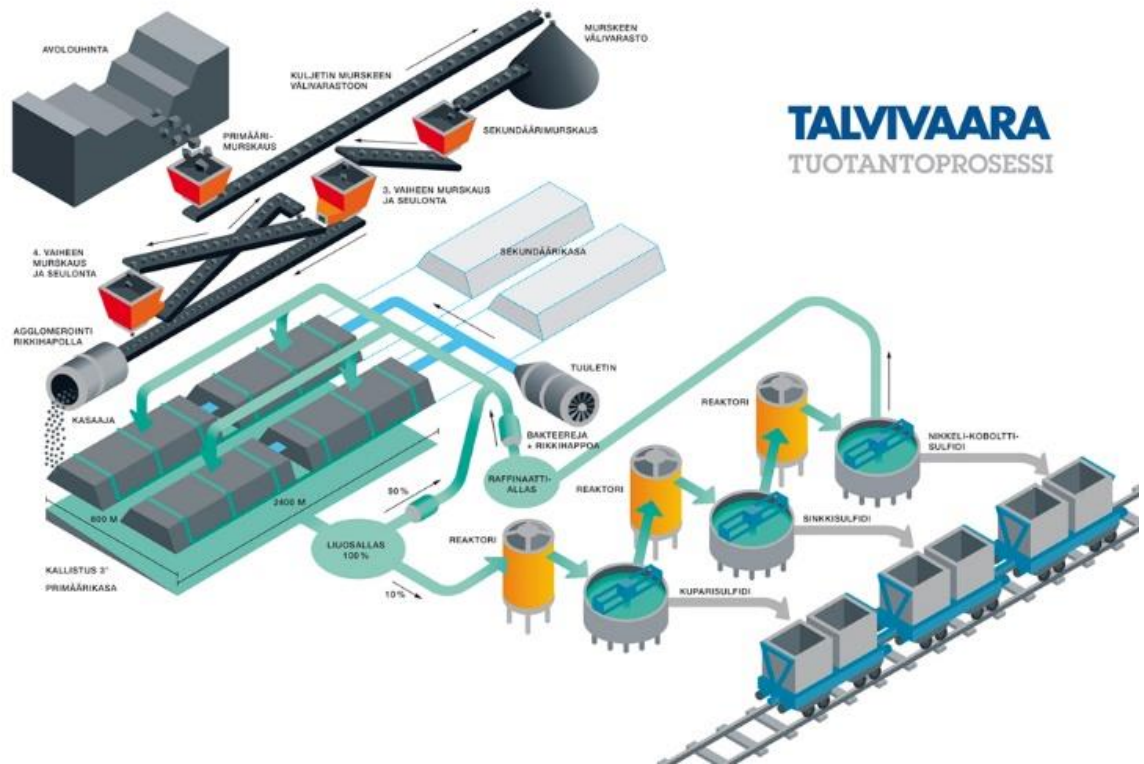 AVOLOUHINTA
MURSKEEN
VÄLIVARASTO
KULJETIN MURSKEEN
VÄLIVARASTOON
TALVIVAARA
TUOTANTOPROSESSI
PRIMÄÄRI-
MURSKAUS
SEKUNDÄÄRIMURSKAUS
3. VAIHEEN MURSKAUS
JA SEULONTA
4. VAIHEEN
MURSKAUS
JA SEULONTA
SEKUNDÄÄRIKASA
AGGLOMEROINTI
RIKKIHAPOLLA
TUULETIN
KASAAJA
BAKTEEREJA
+ RIKKIHAPPOA
REAKTORI
NIKKELI-KOBOLTTI-
SULFIDI
RAFFINAATTI-
ALLAS
REAKTORI
90%
2400 M
800 M
SINKKISULFIDI
LIUOSALLAS
100%
REAKTORI
KALLISTUS 3°
PRIMÄÄRIKASA
10%
KUPARISULFIDI